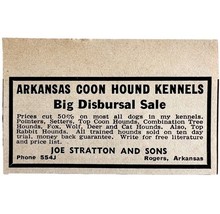 ARKANSAS COON HOUND KENNELS
Big Disbursal Sale
Prices cut 50% on most all dogs in my kennels.
Pointers, Setters, Top Coon Hounds, Combination Tree
Hounds, Fox, Wolf, Deer and Cat Hounds. Also, Top
Rabbit Hounds. All trained hounds sold on ten day
trial, money back guarantee. Write for free literature
and price list.
JOE STRATTON AND SONS
Phone 554J Rogers, Arkansas